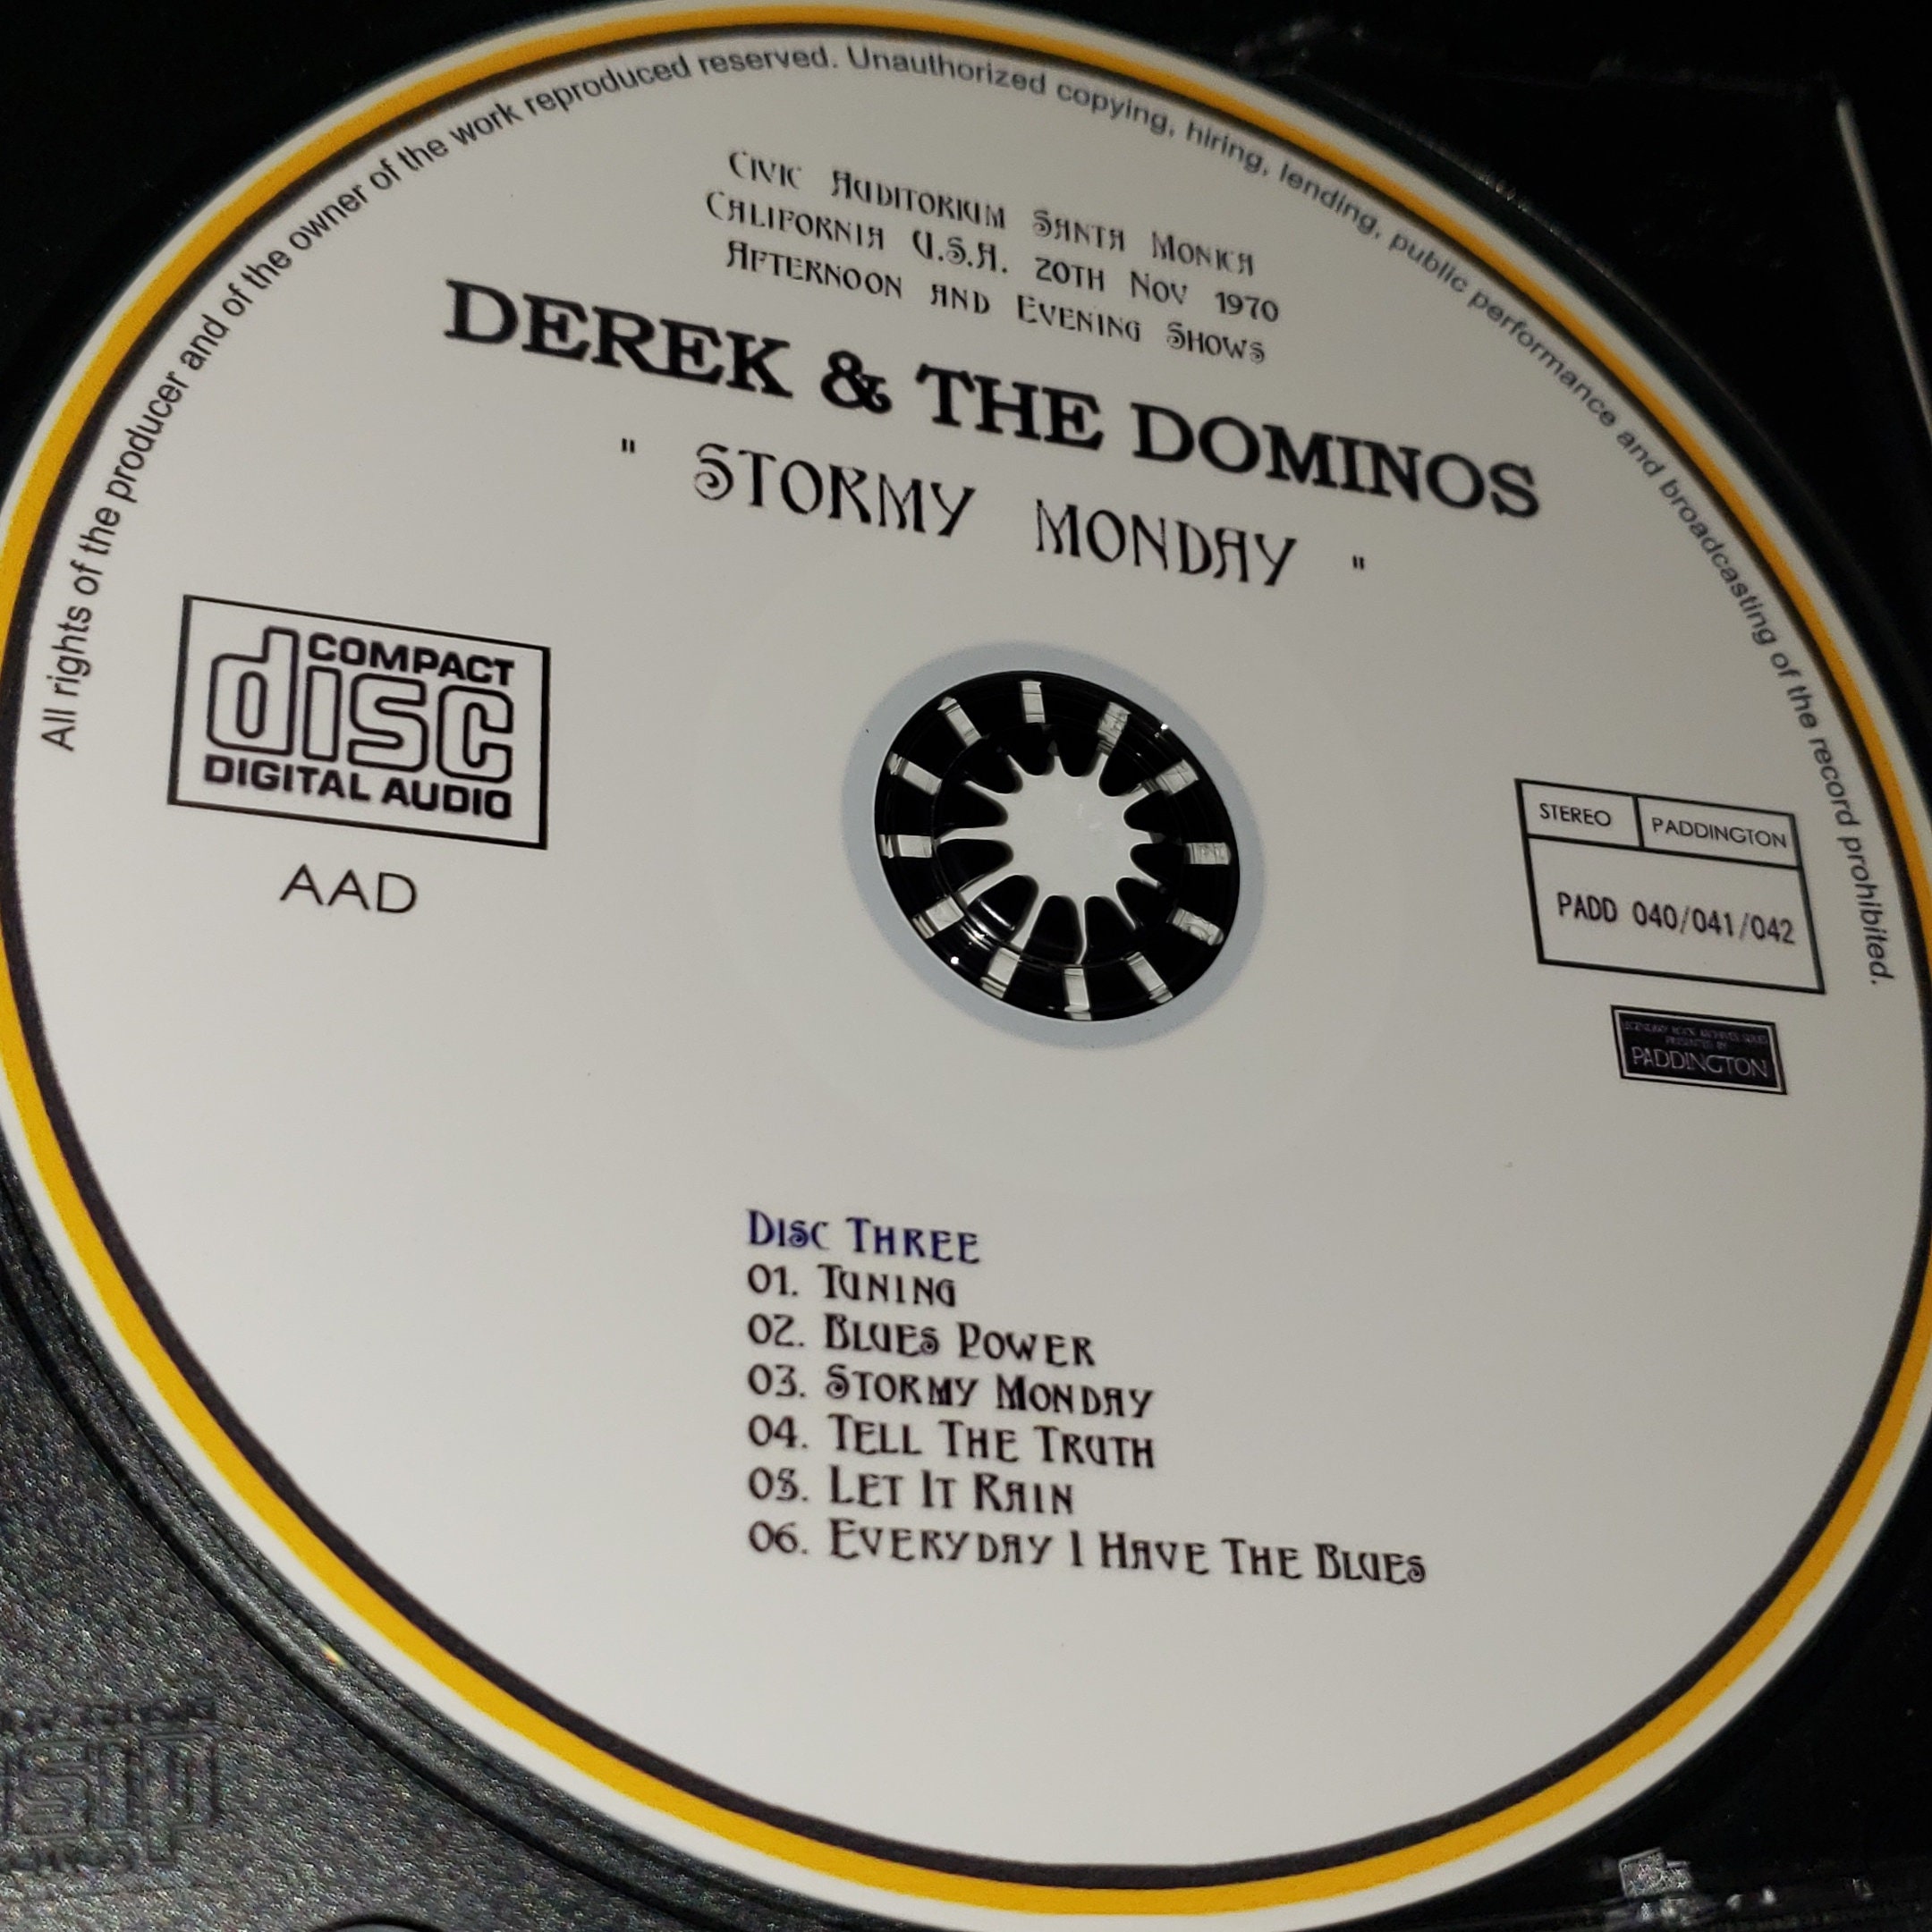 All rights of the producer and of the owner of the work reproduced reserved. Unauthorized copying, hiring, lending, public performance and broadcasting of the record prohibited.
Civic Auditorium Santa Monica
California U.S.A. 20th Nov 1970
Afternoon and Evening Shows
DEREK & THE DOMINOS
" STORMY MONDAY "
COMPACT
disc
DIGITAL AUDIO
AAD
STEREO PADDINGTON
PADD 040/041/042
PRESENTED BY
PADDINGTON
Disc Three
01. Tuning
02. Blues Power
03. Stormy Monday
04. Tell The Truth
05. Let It Rain
06. Everyday I Have The Blues